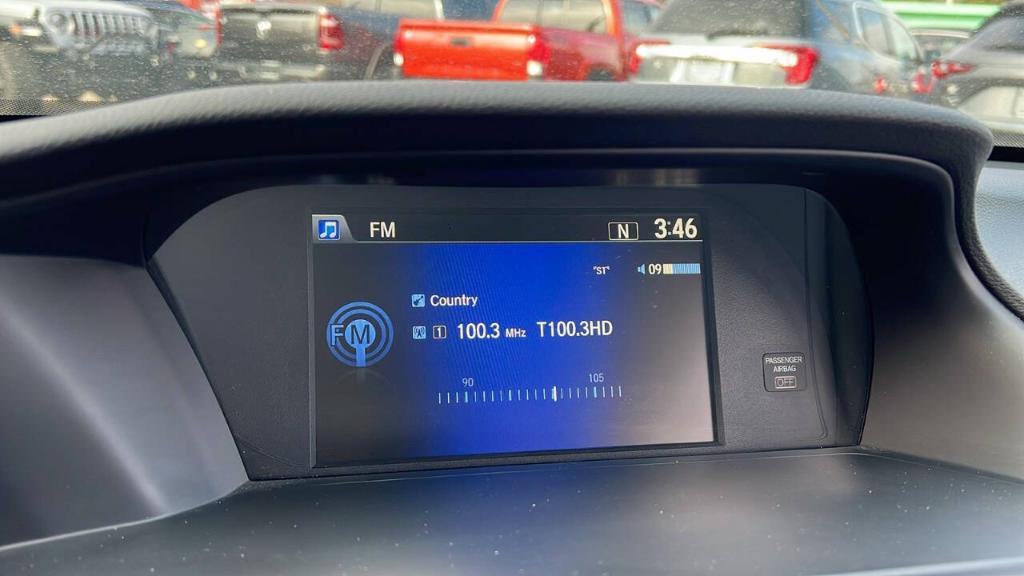 FM N 3:46
"ST" 09
Country
FM 1 100.3 MHz T100.3HD
90 105
PASSENGER
AIRBAG
OFF